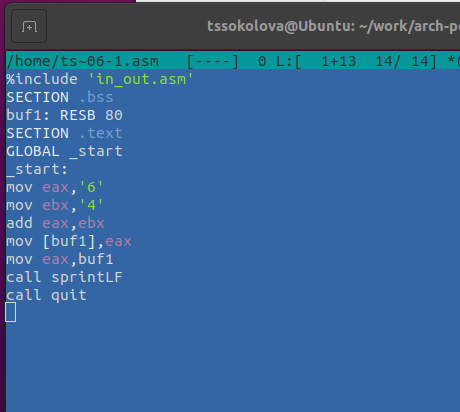 tssokolova@Ubuntu: ~/work/arch-p
/home/ts~06-1.asm [----] 0 L:[ 1+13 14/ 14] *(
%include 'in_out.asm'
SECTION .bss
buf1: RESB 80
SECTION .text
GLOBAL _start
_start:
mov eax,'6'
mov ebx,'4'
add eax,ebx
mov [buf1],eax
mov eax,buf1
call sprintLF
call quit